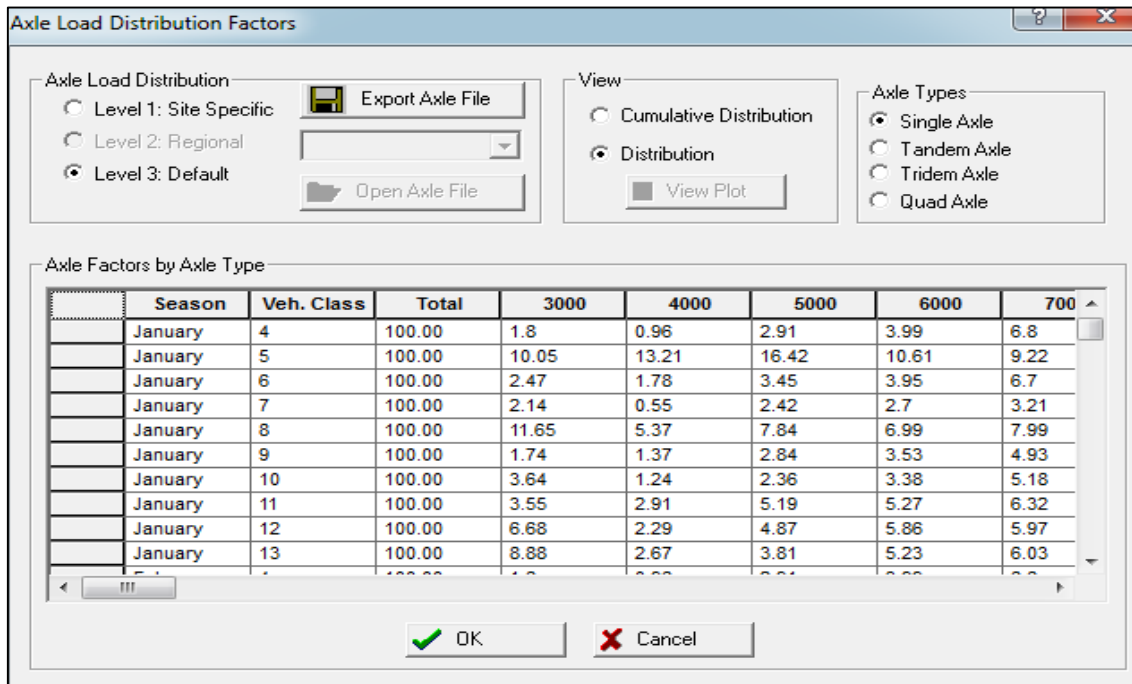 Axle Load Distribution Factors
Axle Load Distribution
Level 1: Site Specific
Level 2: Regional
Level 3: Default
Export Axle File
Open Axle File
View
Cumulative Distribution
Distribution
View Plot
Axle Types
Single Axle
Tandem Axle
Tridem Axle
Quad Axle
Axle Factors by Axle Type
Season Veh. Class Total 3000 4000 5000 6000 700
January 4 100.00 1.8 0.96 2.91 3.99 6.8
January 5 100.00 10.05 13.21 16.42 10.61 9.22
January 6 100.00 2.47 1.78 3.45 3.95 6.7
January 7 100.00 2.14 0.55 2.42 2.7 3.21
January 8 100.00 11.65 5.37 7.84 6.99 7.99
January 9 100.00 1.74 1.37 2.84 3.53 4.93
January 10 100.00 3.64 1.24 2.36 3.38 5.18
January 11 100.00 3.55 2.91 5.19 5.27 6.32
January 12 100.00 6.68 2.29 4.87 5.86 5.97
January 13 100.00 8.88 2.67 3.81 5.23 6.03
OK
Cancel